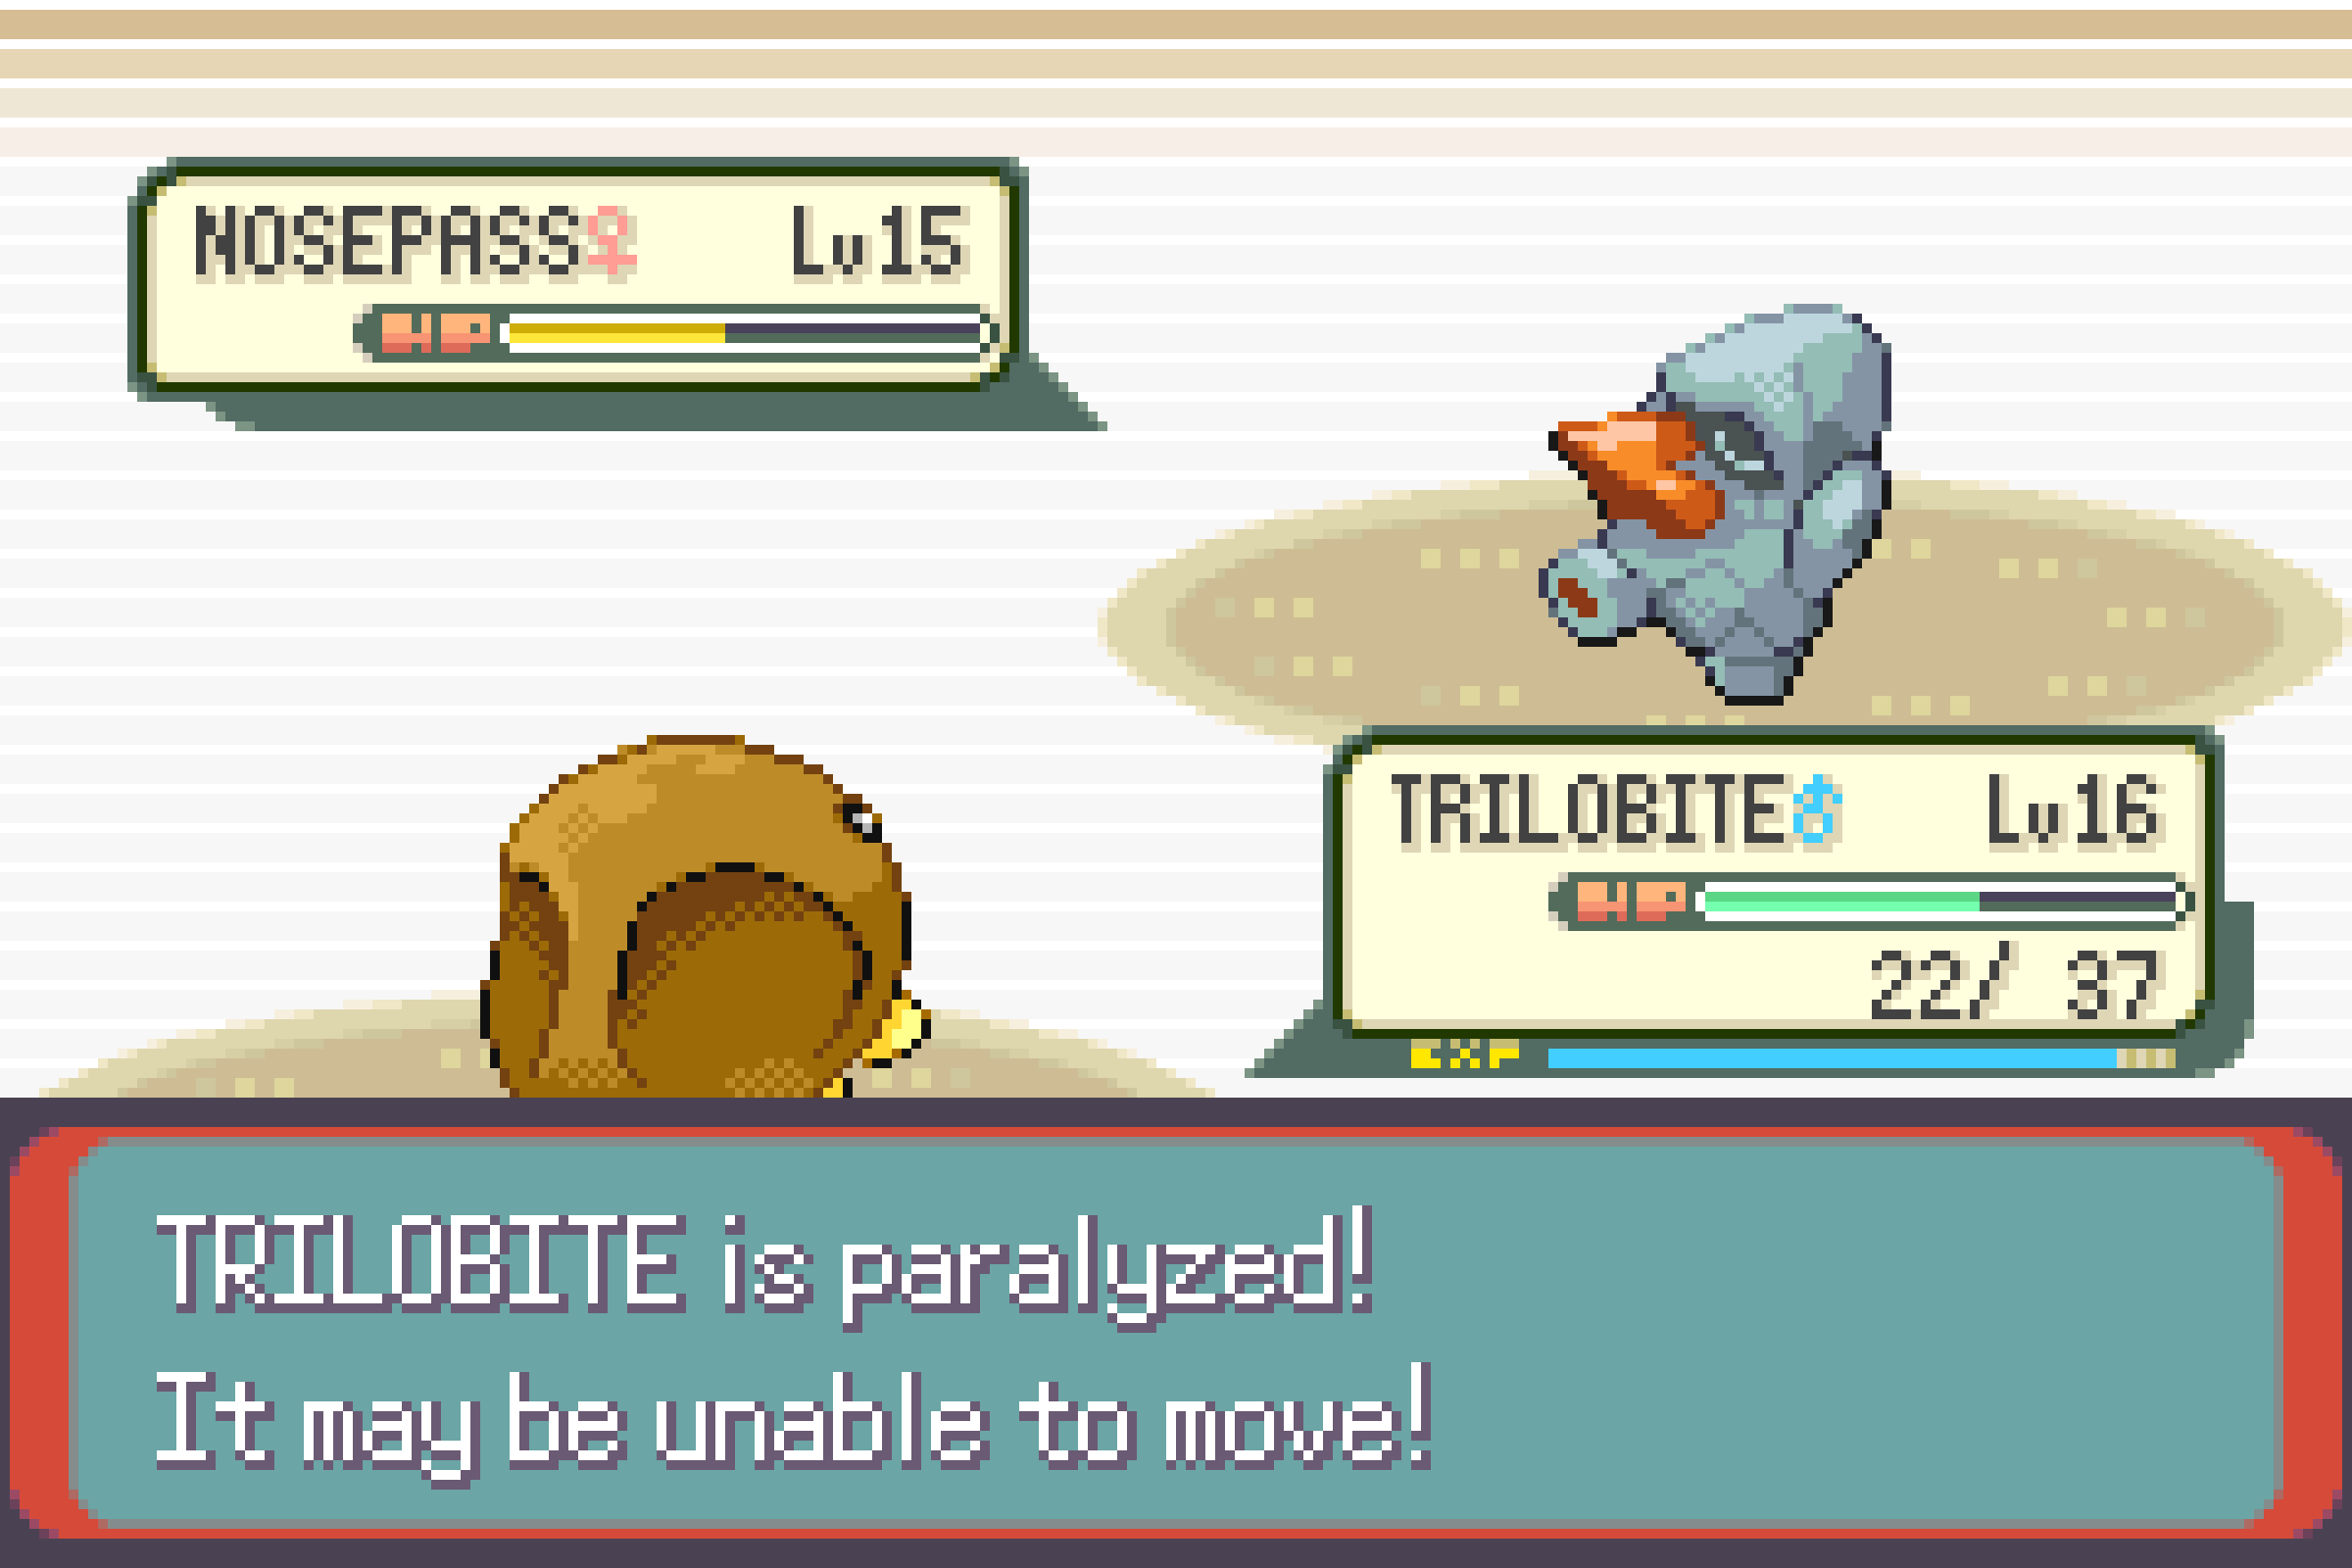 NOSEPASS♀ Lv15
HP
TRILOBITE♂ Lv16
HP
22/ 37
EXP
TRILOBITE is paralyzed!
It may be unable to move!